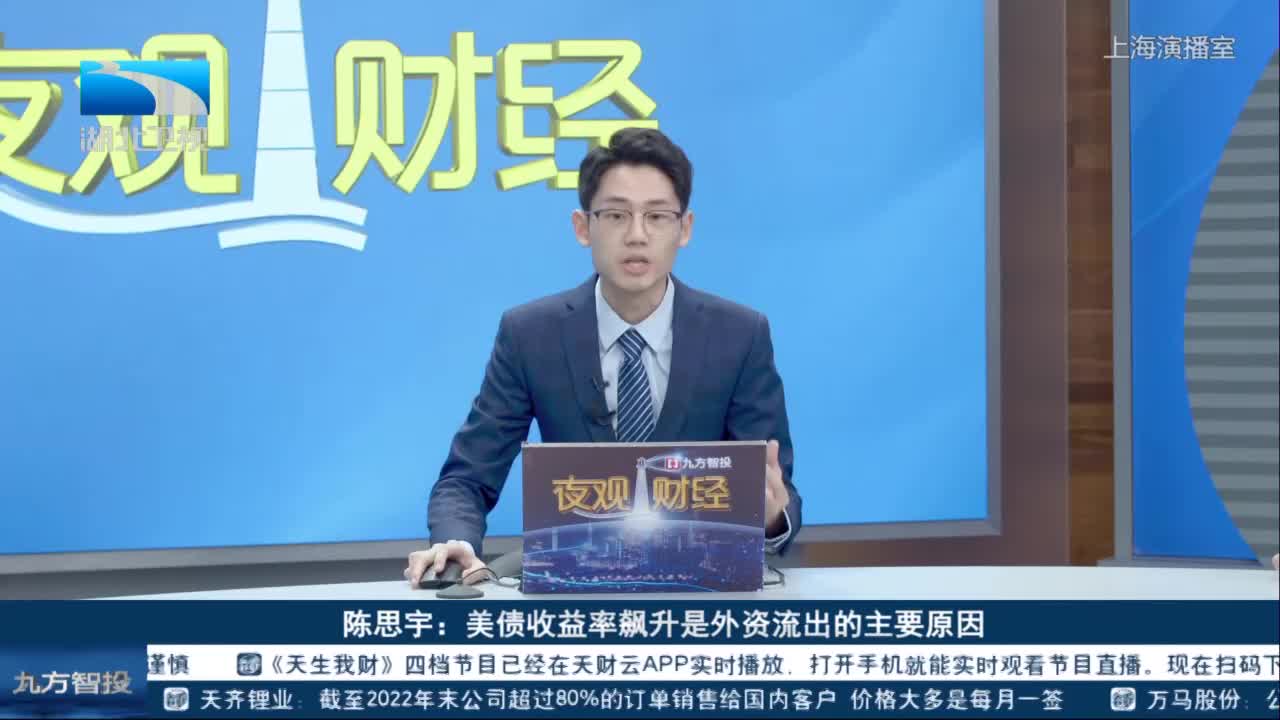 上海演播室
夜观财经
湖北卫视
九方智投
夜观财经
陈思宇：美债收益率飙升是外资流出的主要原因
九方智投
谨慎 《天生我财》四档节目已经在天财云APP实时播放，打开手机就能实时观看节目直播。现在扫码下
天齐锂业：截至2022年末公司超过80%的订单销售给国内客户 价格大多是每月一签 万马股份：